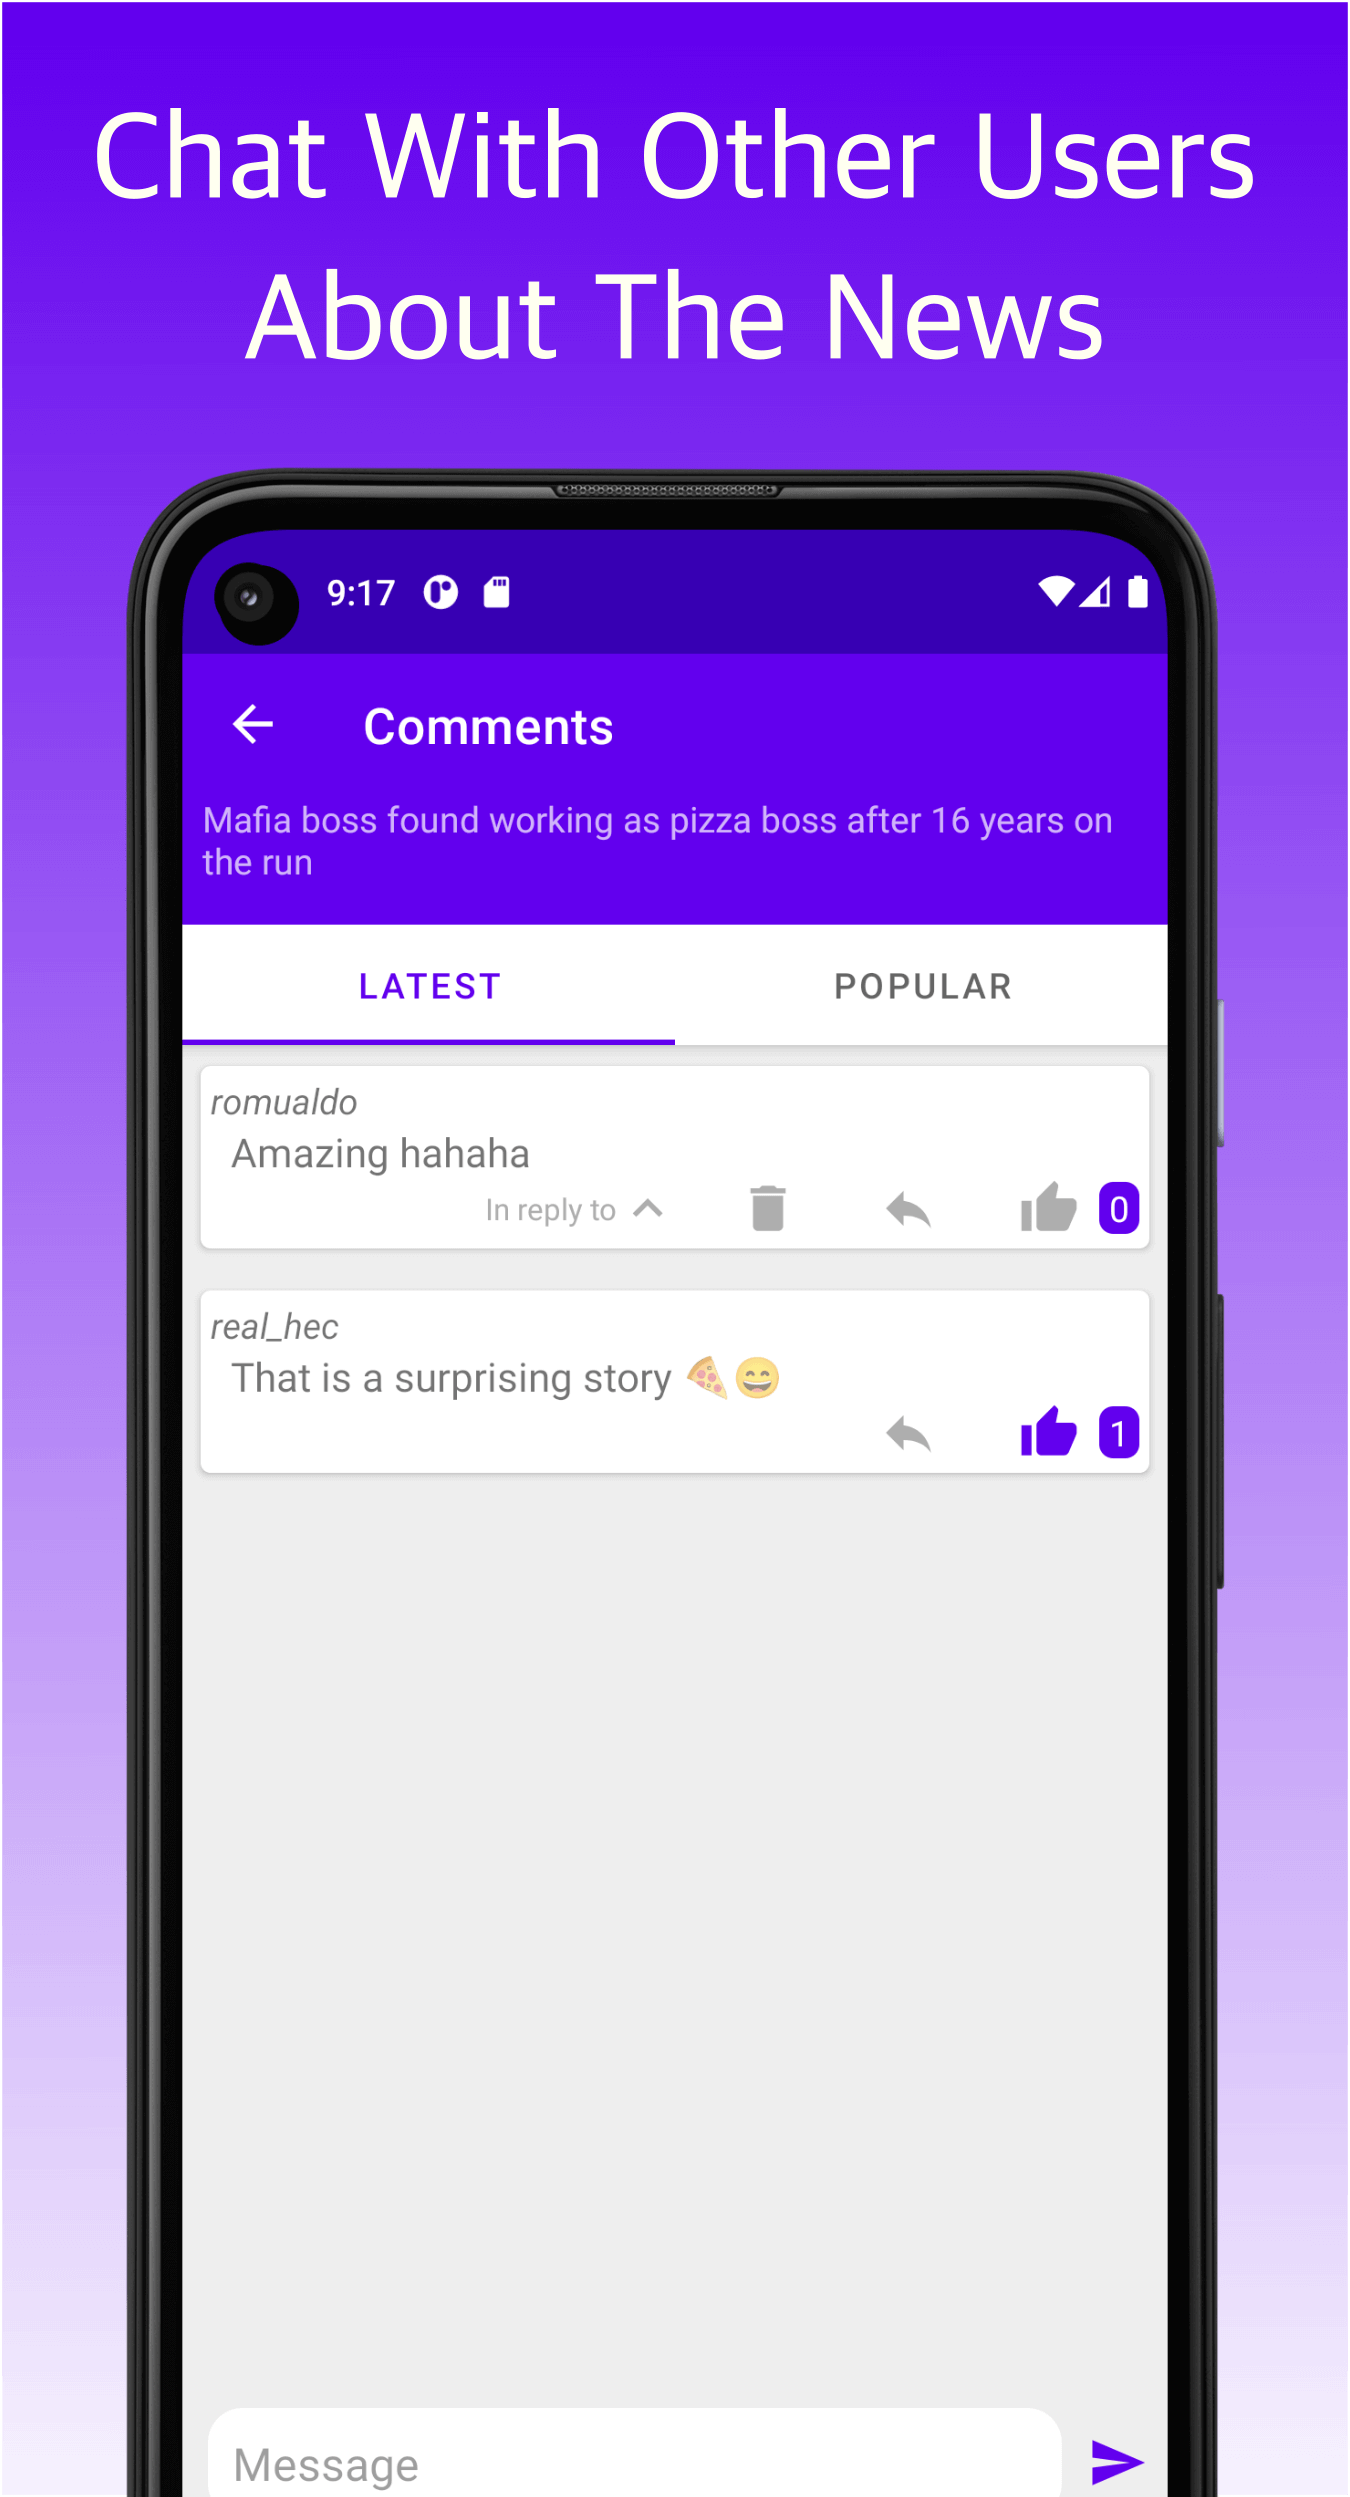 Chat With Other Users
About The News
9:17
Comments
Mafia boss found working as pizza boss after 16 years on
the run
LATEST
POPULAR
romualdo
Amazing hahaha
In reply to
0
real_hec
That is a surprising story 🍕😄
1
Message